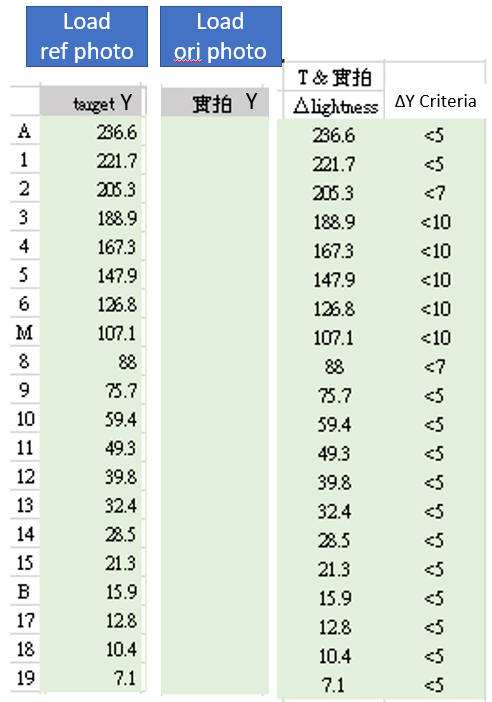 Load Load
ref photo ori photo
T & 實拍
target Y 實拍 Y △lightness ΔY Criteria
A 236.6 236.6 <5
1 221.7 221.7 <5
2 205.3 205.3 <7
3 188.9 188.9 <10
4 167.3 167.3 <10
5 147.9 147.9 <10
6 126.8 126.8 <10
M 107.1 107.1 <10
8 88 88 <7
9 75.7 75.7 <5
10 59.4 59.4 <5
11 49.3 49.3 <5
12 39.8 39.8 <5
13 32.4 32.4 <5
14 28.5 28.5 <5
15 21.3 21.3 <5
B 15.9 15.9 <5
17 12.8 12.8 <5
18 10.4 10.4 <5
19 7.1 7.1 <5